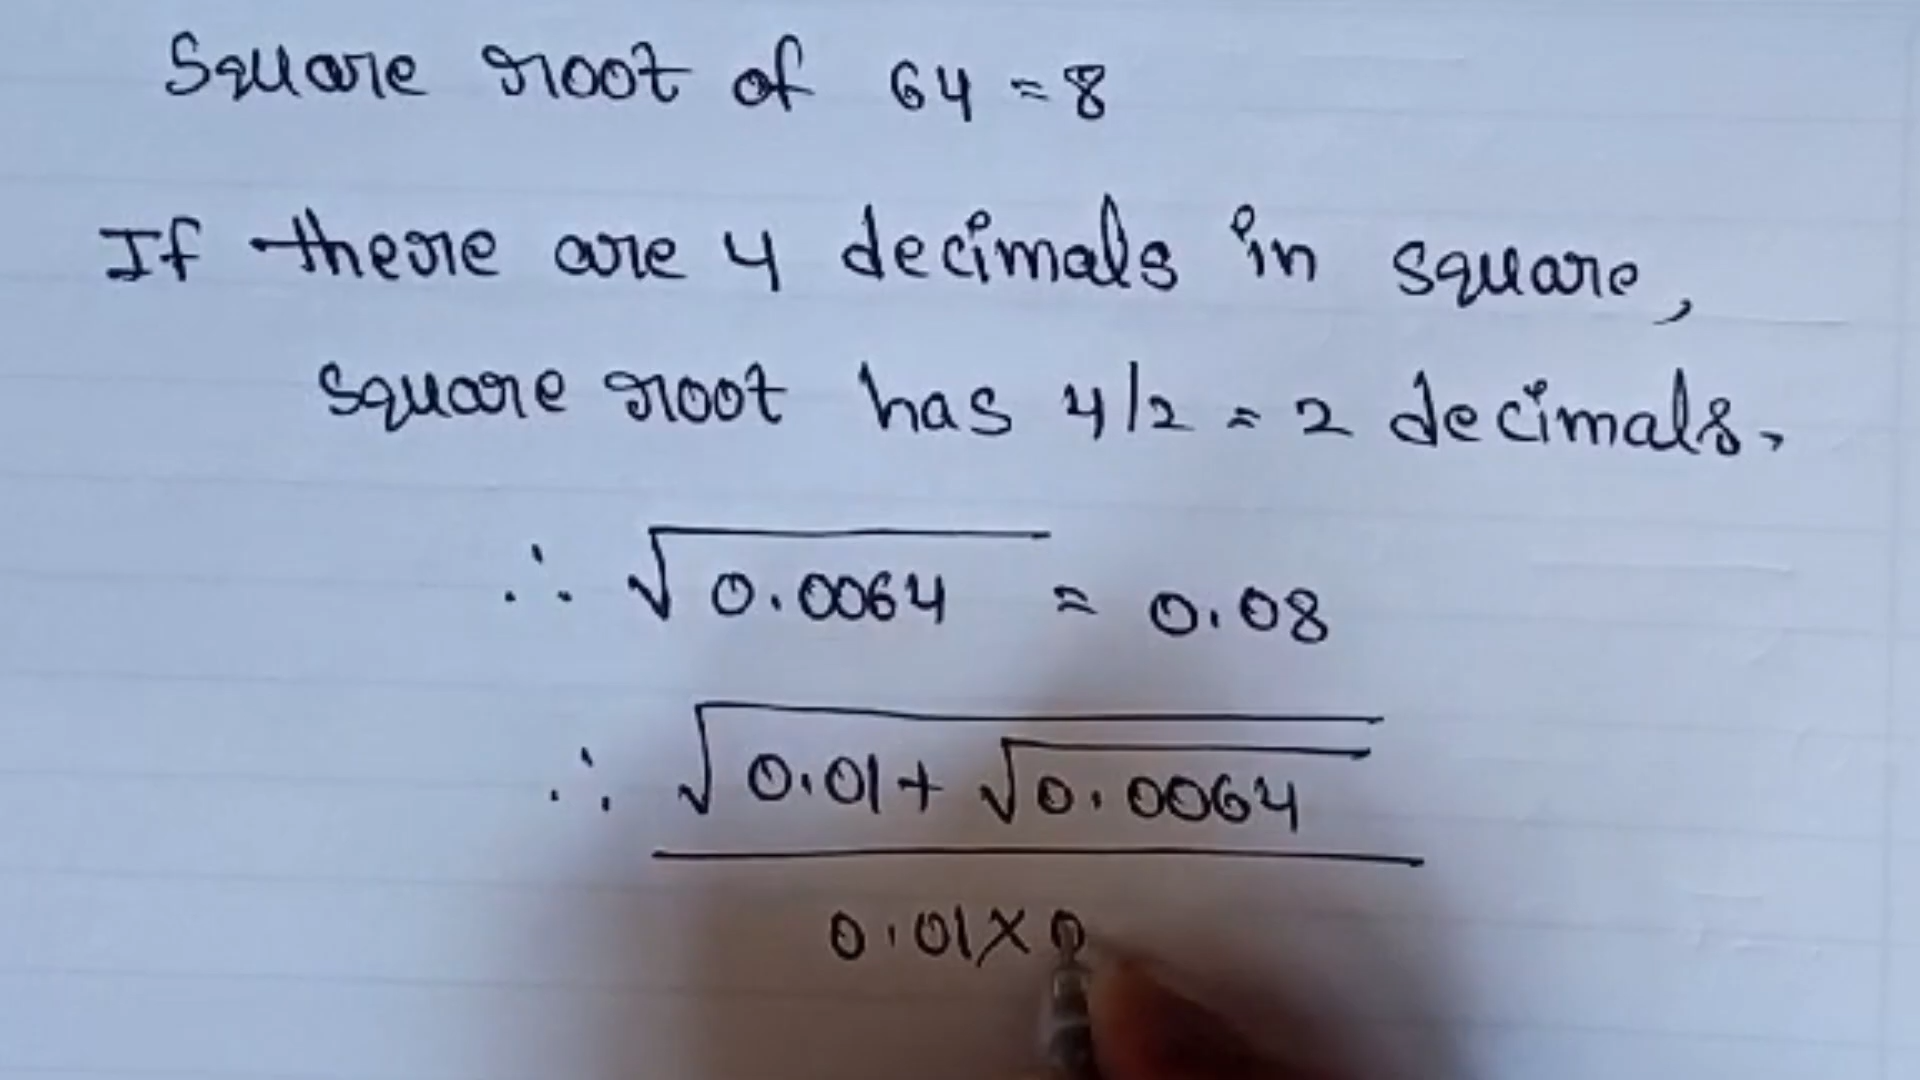 Square root of 64 = 8
If there are 4 decimals in square,
square root has 4/2 = 2 decimals.
∴ √0.0064 = 0.08
∴ √(0.01 + √0.0064)
0.01 × 0